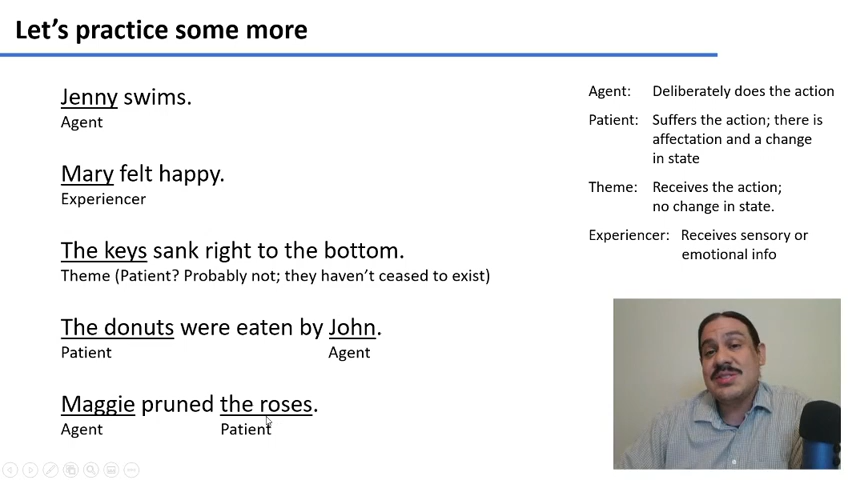 Let's practice some more
Jenny swims.
Agent
Mary felt happy.
Experiencer
The keys sank right to the bottom.
Theme (Patient? Probably not; they haven't ceased to exist)
The donuts were eaten by John.
Patient Agent
Maggie pruned the roses.
Agent Patient
Agent: Deliberately does the action
Patient: Suffers the action; there is
affectation and a change
in state
Theme: Receives the action;
no change in state.
Experiencer: Receives sensory or
emotional info